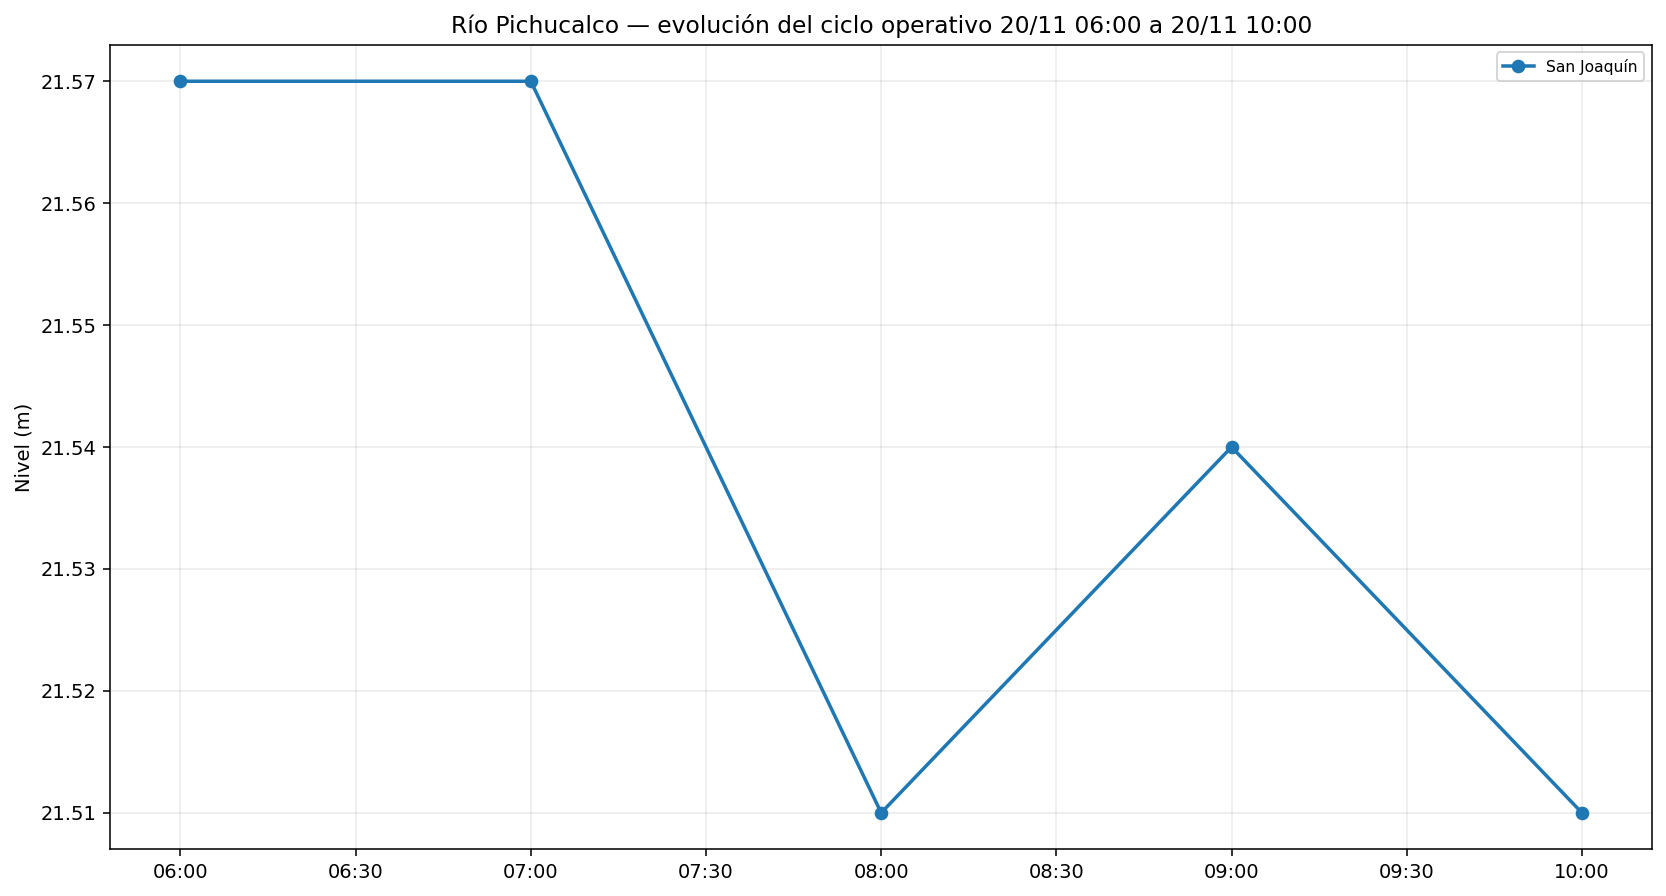 Río Pichucalco — evolución del ciclo operativo 20/11 06:00 a 20/11 10:00
San Joaquín
Nivel (m)
21.57
21.56
21.55
21.54
21.53
21.52
21.51
06:00 06:30 07:00 07:30 08:00 08:30 09:00 09:30 10:00